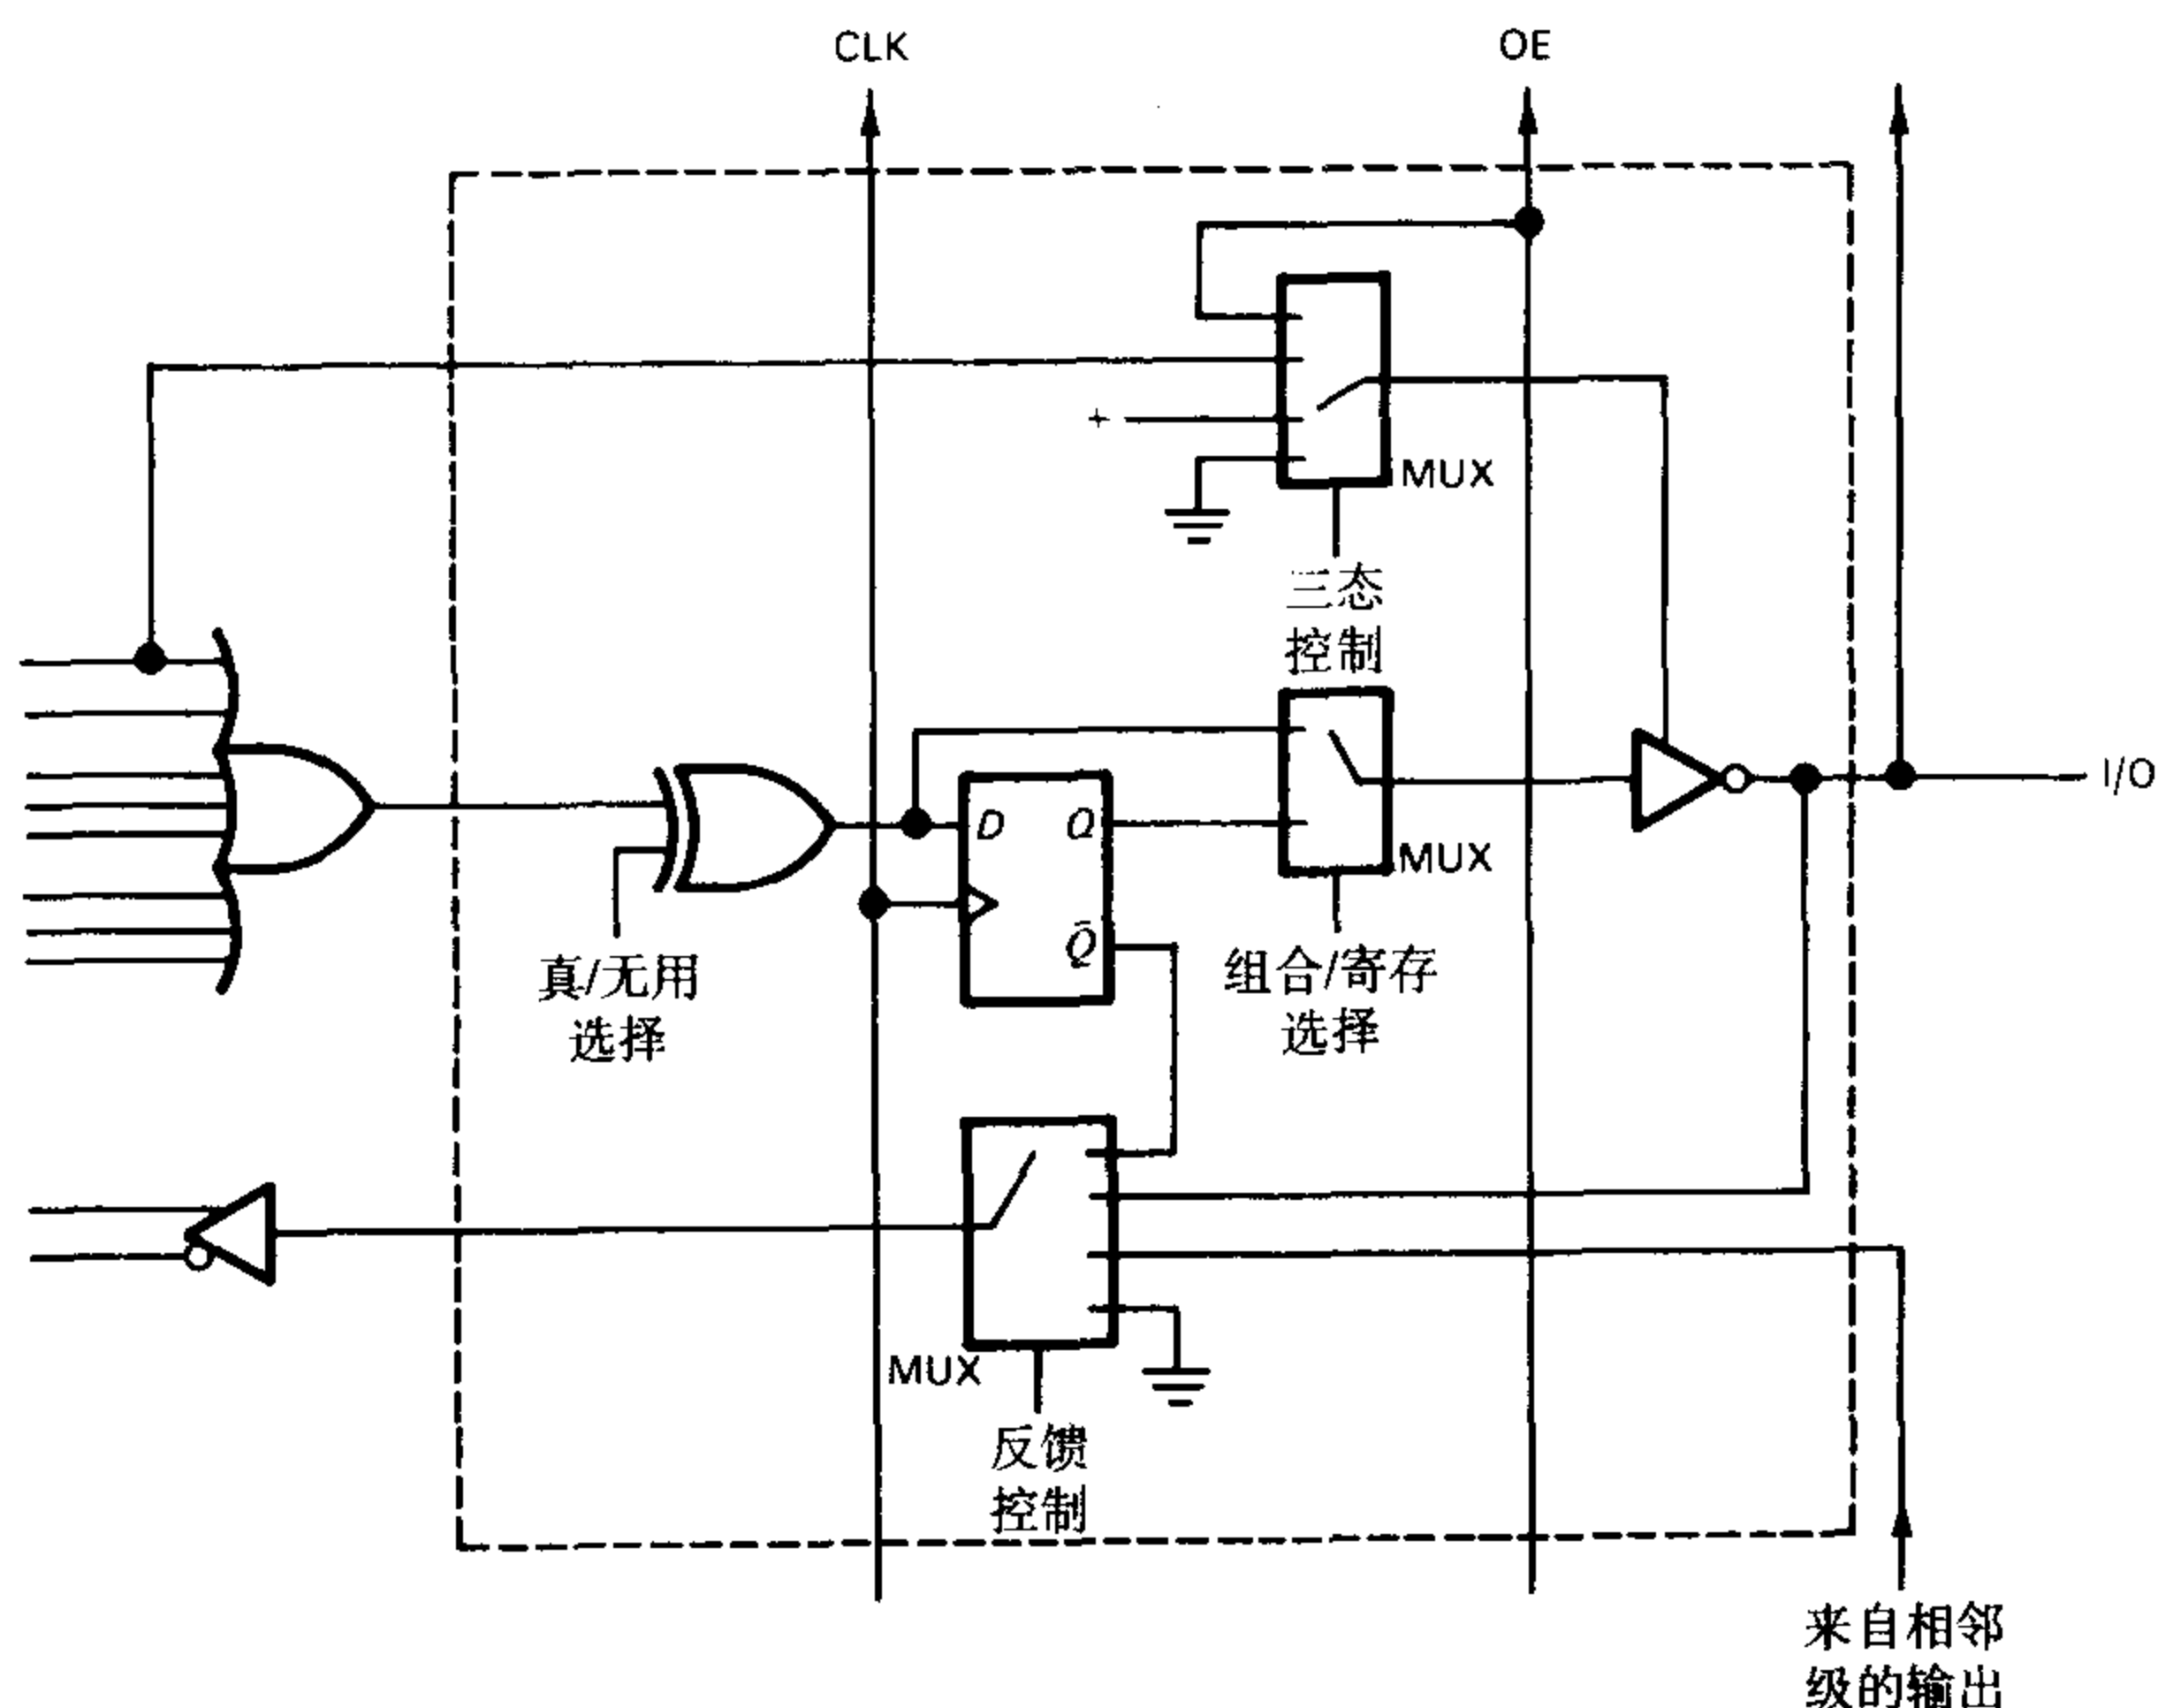 CLK
OE
+
MUX
三态
控制
I/O
D
Q
MUX
Q̄
真/无用
选择
组合/寄存
选择
MUX
反馈
控制
来自相邻
级的输出